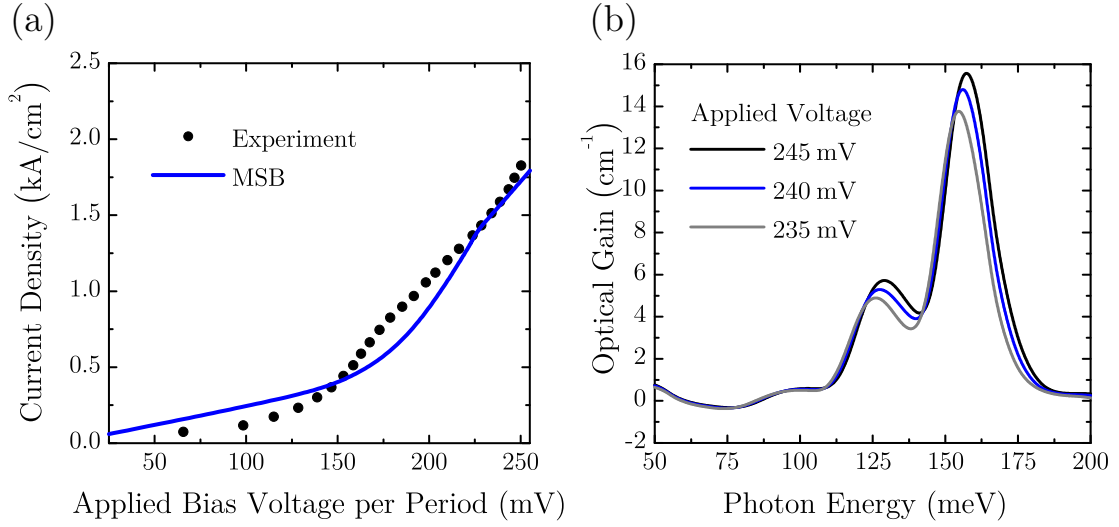 (a)
2.5
2.0
1.5
1.0
0.5
0.0
50
100
150
200
250
Current Density (kA/cm²)
Applied Bias Voltage per Period (mV)
Experiment
MSB
(b)
16
14
12
10
8
6
4
2
0
-2
50
75
100
125
150
175
200
Optical Gain (cm⁻¹)
Photon Energy (meV)
Applied Voltage
245 mV
240 mV
235 mV